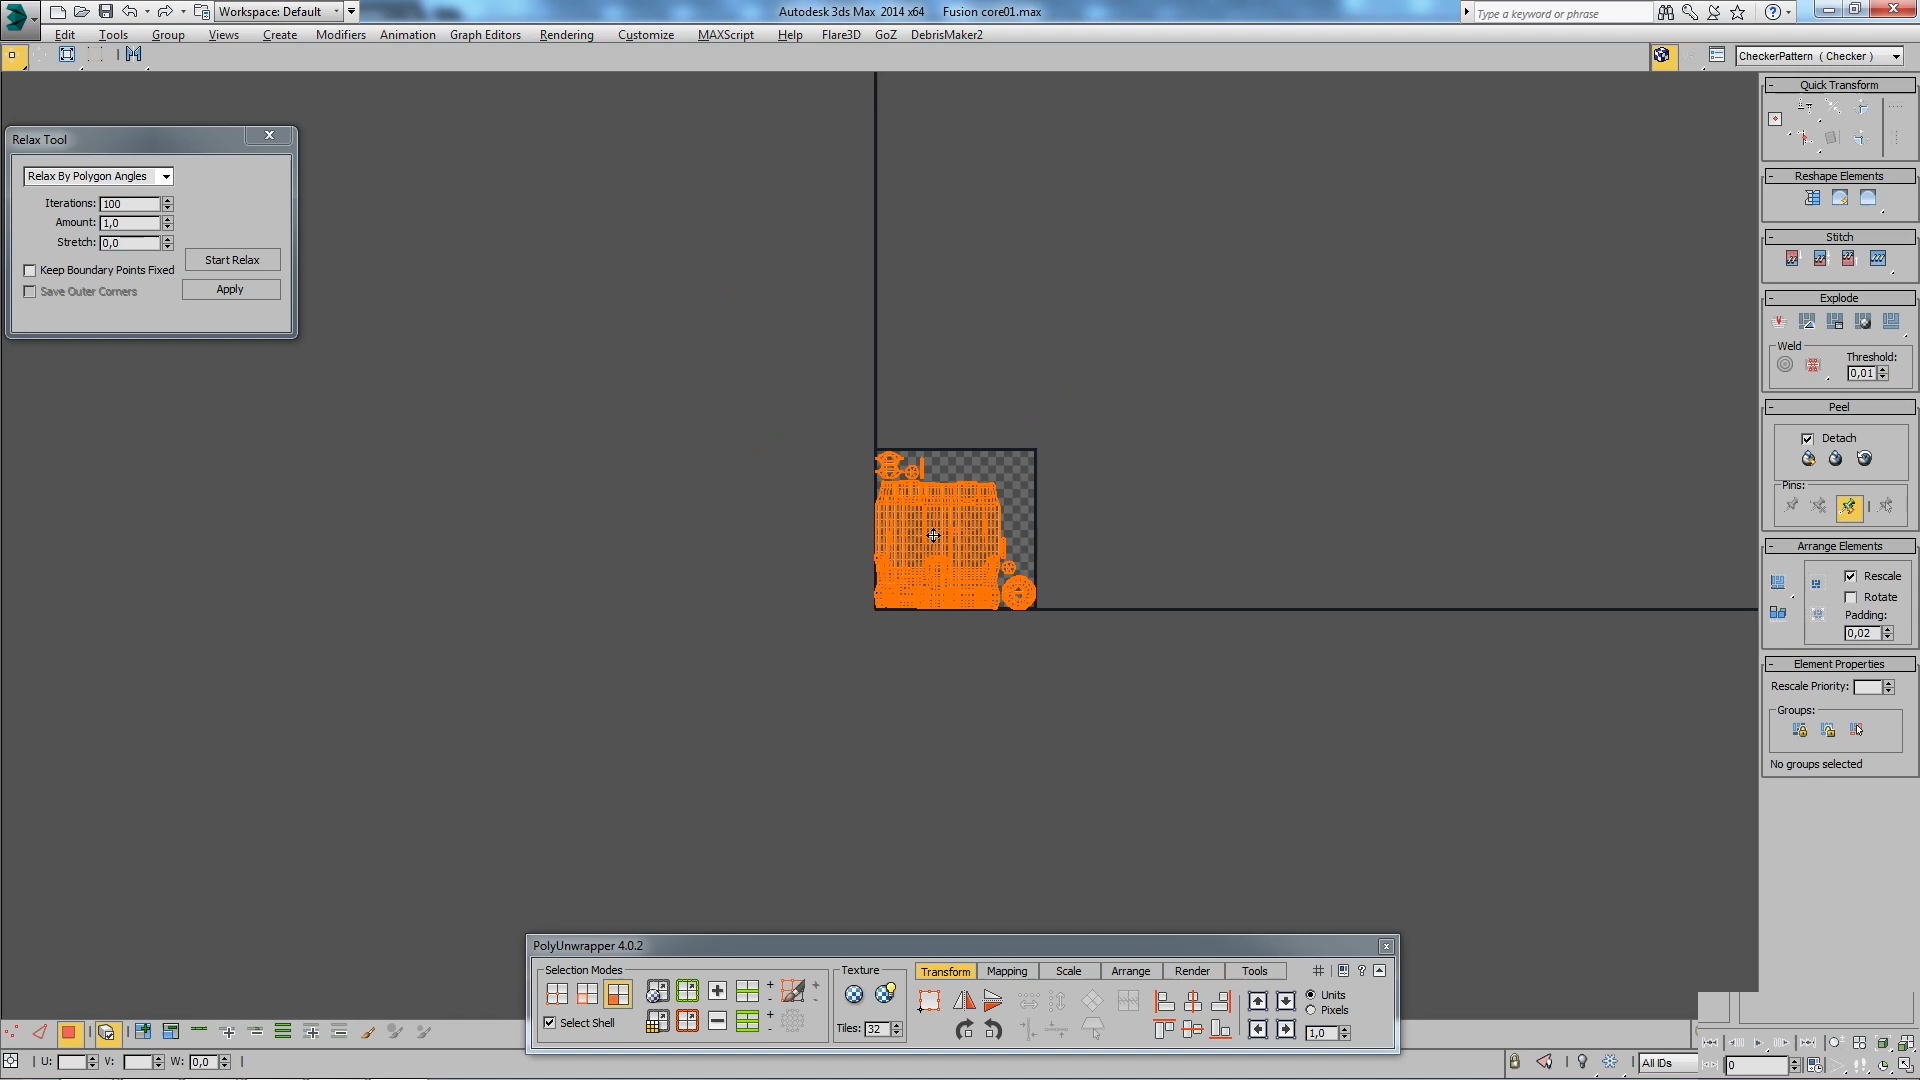 Workspace: Default
Autodesk 3ds Max 2014 x64 Fusion core01.max
Type a keyword or phrase
Edit Tools Group Views Create Modifiers Animation Graph Editors Rendering Customize MAXScript Help Flare3D GoZ DebrisMaker2
CheckerPattern ( Checker )
Relax Tool
Relax By Polygon Angles
Iterations: 100
Amount: 1,0
Stretch: 0,0
Start Relax
Keep Boundary Points Fixed
Apply
Save Outer Corners
Quick Transform
Reshape Elements
Stitch
Explode
Weld
Threshold:
0,01
Peel
Detach
Pins:
Arrange Elements
Rescale
Rotate
Padding:
0,02
Element Properties
Rescale Priority:
Groups:
No groups selected
PolyUnwrapper 4.0.2
Selection Modes
Select Shell
Texture
Tiles: 32
Transform Mapping Scale Arrange Render Tools
Units
Pixels
1,0
U: V: W: 0,0
All IDs
0